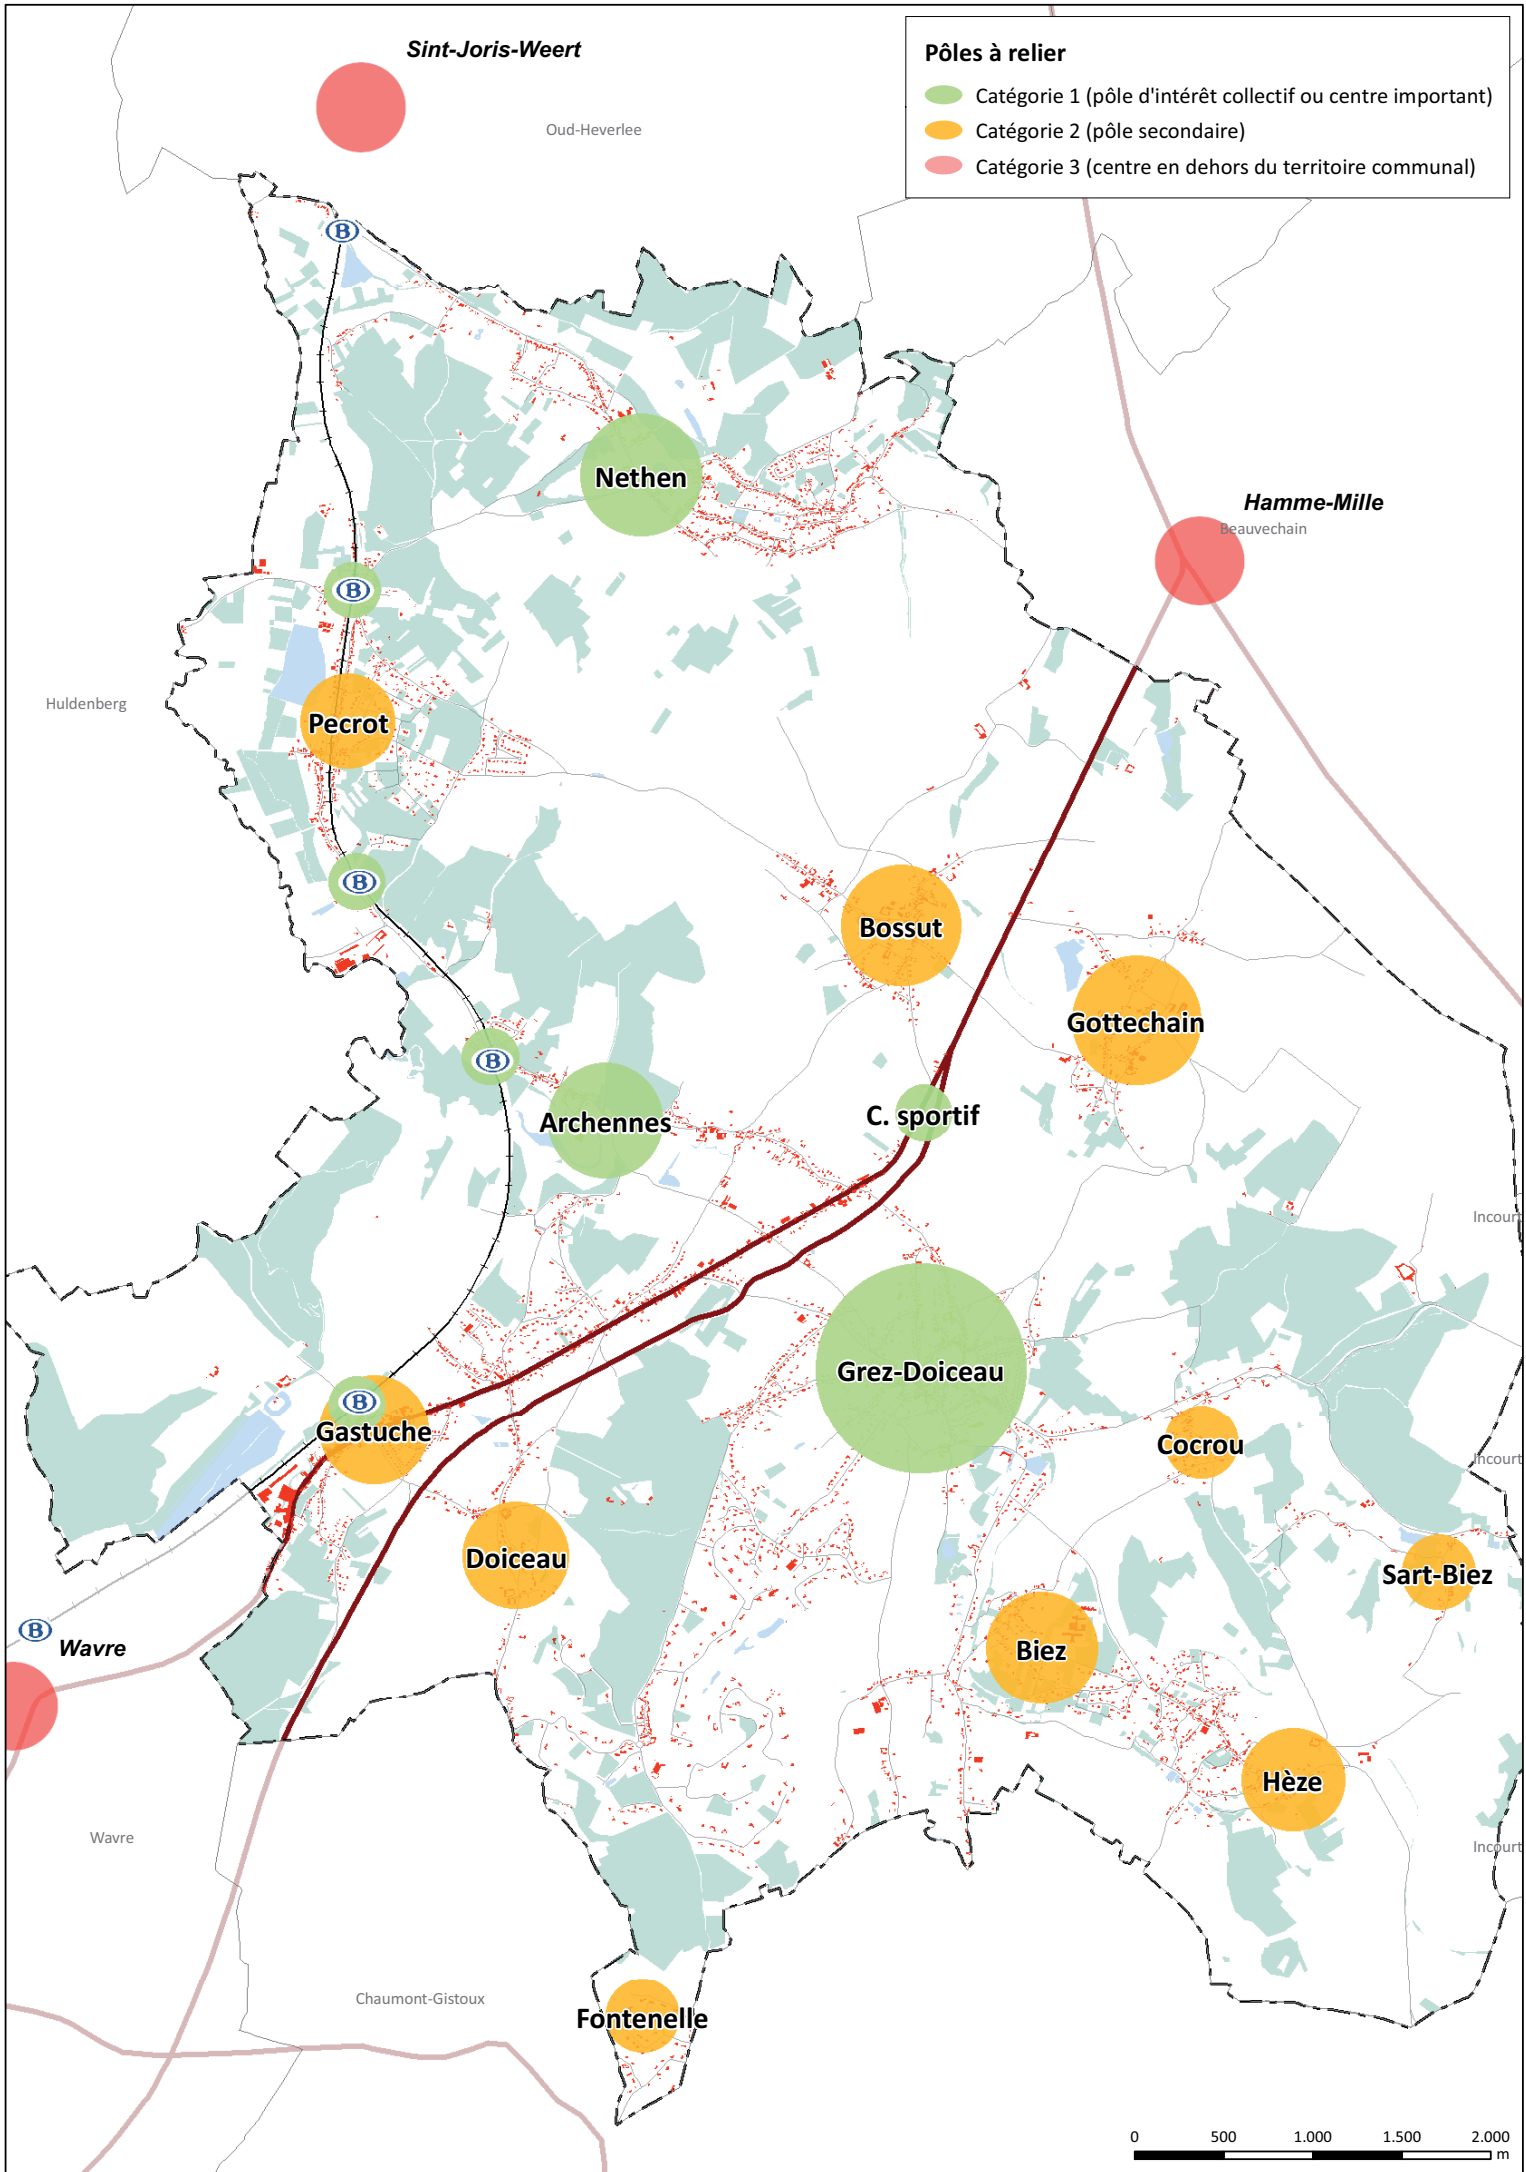 Sint-Joris-Weert
Pôles à relier
Catégorie 1 (pôle d'intérêt collectif ou centre important)
Catégorie 2 (pôle secondaire)
Catégorie 3 (centre en dehors du territoire communal)
Oud-Heverlee
B
Nethen
Hamme-Mille
Beauvechain
B
Huldenberg
Pecrot
B
Bossut
Gottechain
B
Archennes
C. sportif
Incourt
Grez-Doiceau
B
Gastuche
Cocrou
Incourt
Doiceau
Sart-Biez
B
Wavre
Biez
Hèze
Wavre
Incourt
Chaumont-Gistoux
Fontenelle
0 500 1.000 1.500 2.000
m